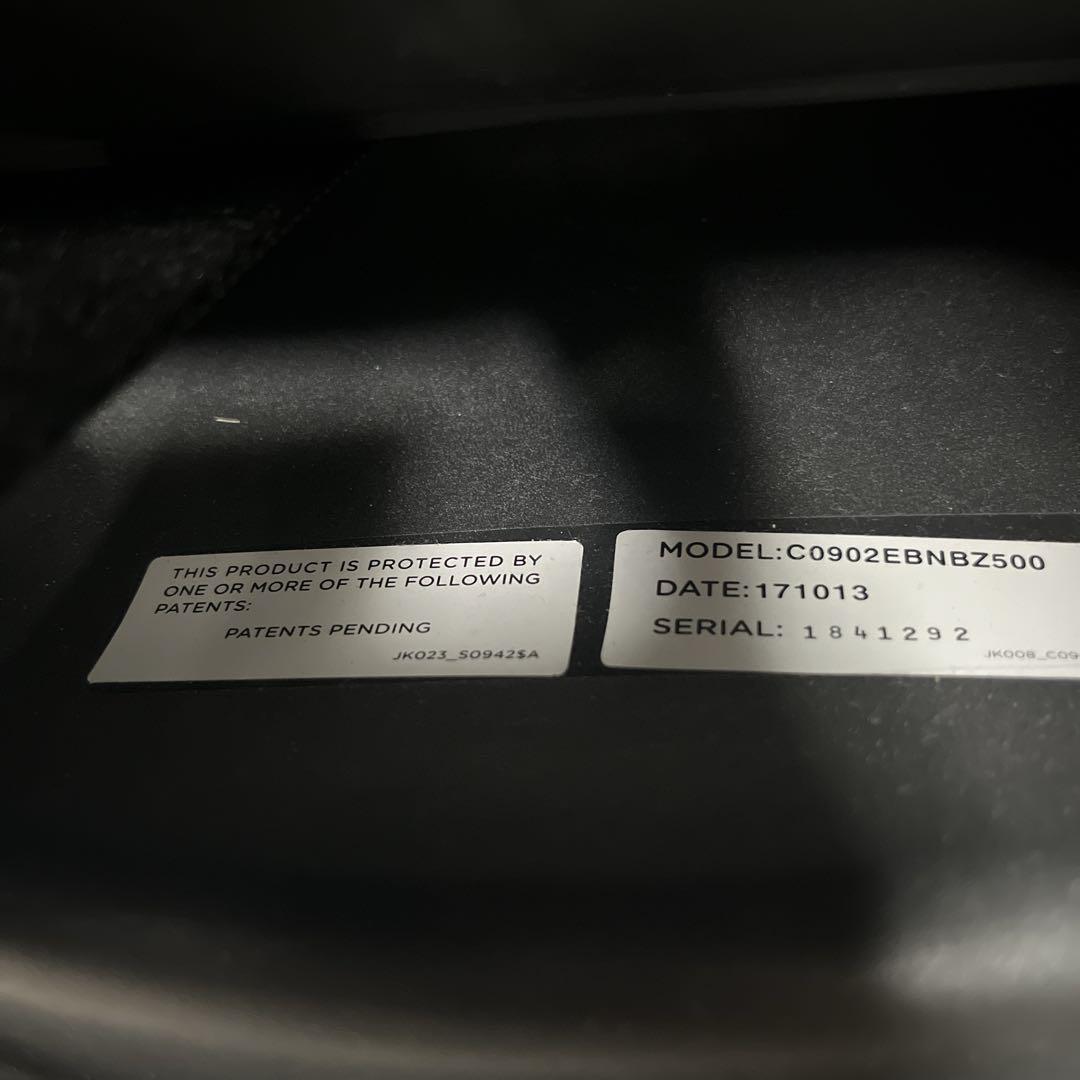 THIS PRODUCT IS PROTECTED BY
ONE OR MORE OF THE FOLLOWING
PATENTS:
PATENTS PENDING
JK023_S0942$A
MODEL:C0902EBNBZ500
DATE:171013
SERIAL: 1841292
JK008_C09